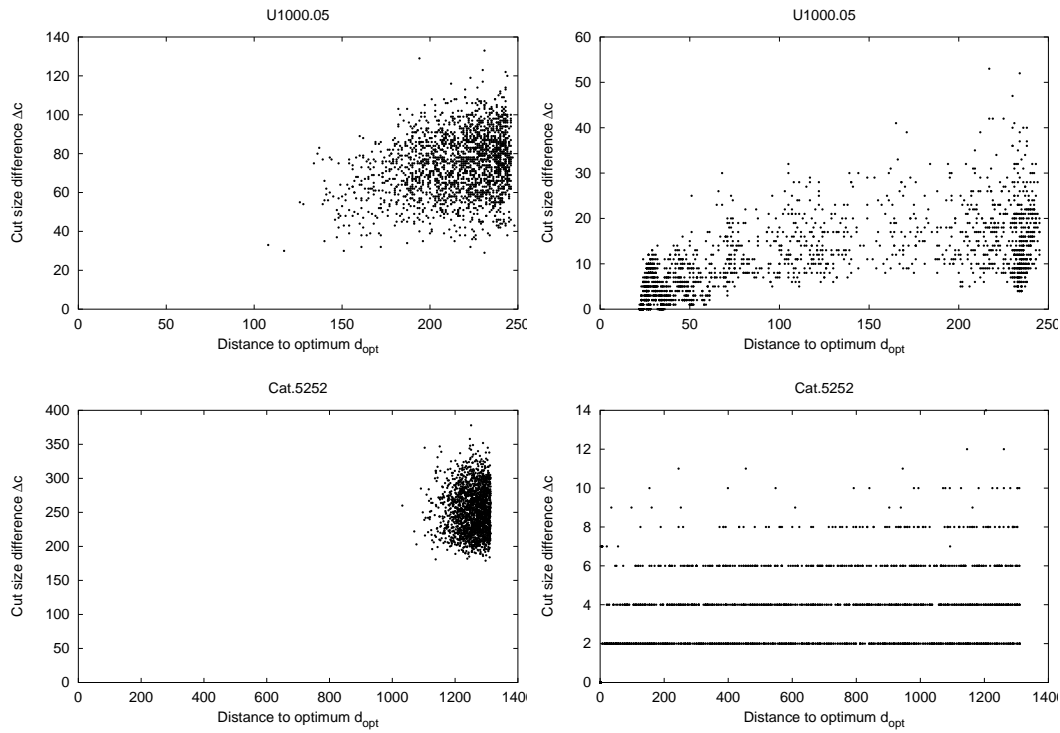 U1000.05
140
120
100
80
60
40
20
0
0 50 100 150 200 250
Cut size difference Δc
Distance to optimum d_opt
U1000.05
60
50
40
30
20
10
0
0 50 100 150 200 250
Cut size difference Δc
Distance to optimum d_opt
Cat.5252
400
350
300
250
200
150
100
50
0
0 200 400 600 800 1000 1200 1400
Cut size difference Δc
Distance to optimum d_opt
Cat.5252
14
12
10
8
6
4
2
0
0 200 400 600 800 1000 1200 1400
Cut size difference Δc
Distance to optimum d_opt